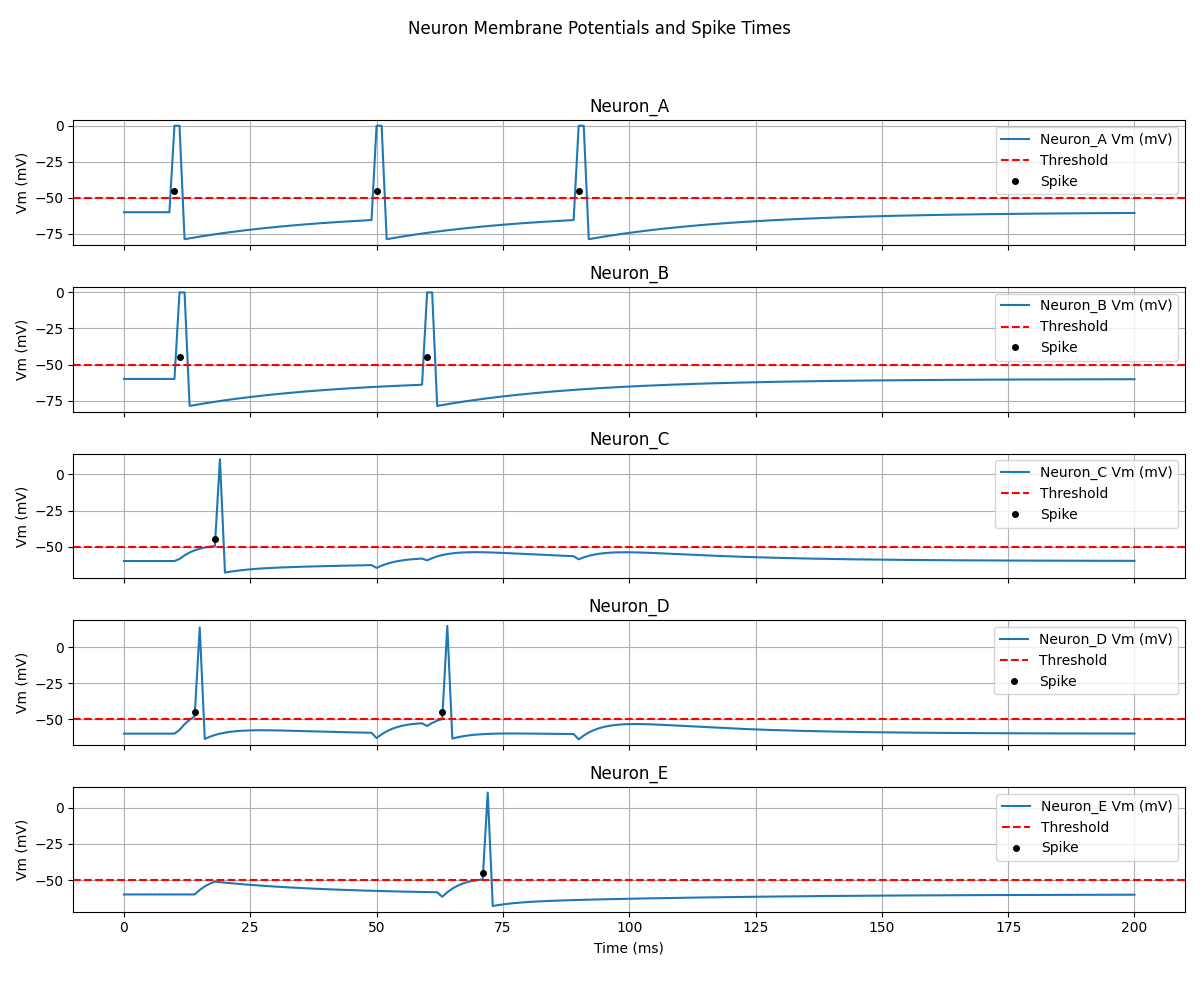 Neuron Membrane Potentials and Spike Times
Neuron_A
Vm (mV)
0
−25
−50
−75
Neuron_A Vm (mV)
Threshold
Spike
Neuron_B
Vm (mV)
0
−25
−50
−75
Neuron_B Vm (mV)
Threshold
Spike
Neuron_C
Vm (mV)
0
−25
−50
Neuron_C Vm (mV)
Threshold
Spike
Neuron_D
Vm (mV)
0
−25
−50
Neuron_D Vm (mV)
Threshold
Spike
Neuron_E
Vm (mV)
0
−25
−50
Neuron_E Vm (mV)
Threshold
Spike
0 25 50 75 100 125 150 175 200
Time (ms)